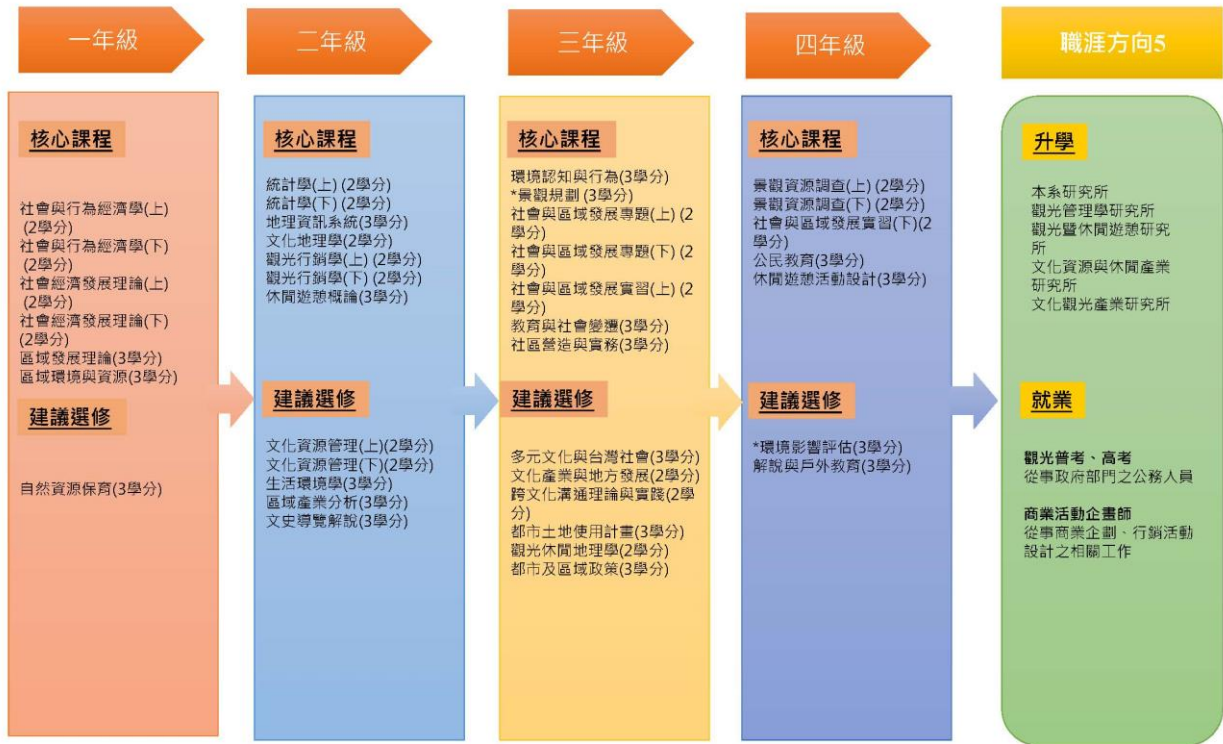 一年級
核心課程
社會與行為經濟學(上)
(2學分)
社會與行為經濟學(下)
(2學分)
社會經濟發展理論(上)
(2學分)
社會經濟發展理論(下)
(2學分)
區域發展理論(3學分)
區域環境與資源(3學分)
建議選修
自然資源保育(3學分)
二年級
核心課程
統計學(上) (2學分)
統計學(下) (2學分)
地理資訊系統(3學分)
文化地理學(2學分)
觀光行銷學(上) (2學分)
觀光行銷學(下) (2學分)
休閒遊憩概論(3學分)
建議選修
文化資源管理(上)(2學分)
文化資源管理(下)(2學分)
生活環境學(3學分)
區域產業分析(3學分)
文史導覽解說(3學分)
三年級
核心課程
環境認知與行為(3學分)
*景觀規劃 (3學分)
社會與區域發展專題(上) (2
學分)
社會與區域發展專題(下) (2
學分)
社會與區域發展實習(上) (2
學分)
教育與社會變遷(3學分)
社區營造與實務(3學分)
建議選修
多元文化與台灣社會(3學分)
文化產業與地方發展(2學分)
跨文化溝通理論與實踐(2學
分)
都市土地使用計畫(3學分)
觀光休閒地理學(2學分)
都市及區域政策(3學分)
四年級
核心課程
景觀資源調查(上) (2學分)
景觀資源調查(下) (2學分)
社會與區域發展實習(下)(2
學分)
公民教育(3學分)
休閒遊憩活動設計(3學分)
建議選修
*環境影響評估(3學分)
解說與戶外教育(3學分)
職涯方向5
升學
本系研究所
觀光管理學研究所
觀光暨休閒遊憩研究
所
文化資源與休閒產業
研究所
文化觀光產業研究所
就業
觀光普考、高考
從事政府部門之公務人員
商業活動企畫師
從事商業企劃、行銷活動
設計之相關工作